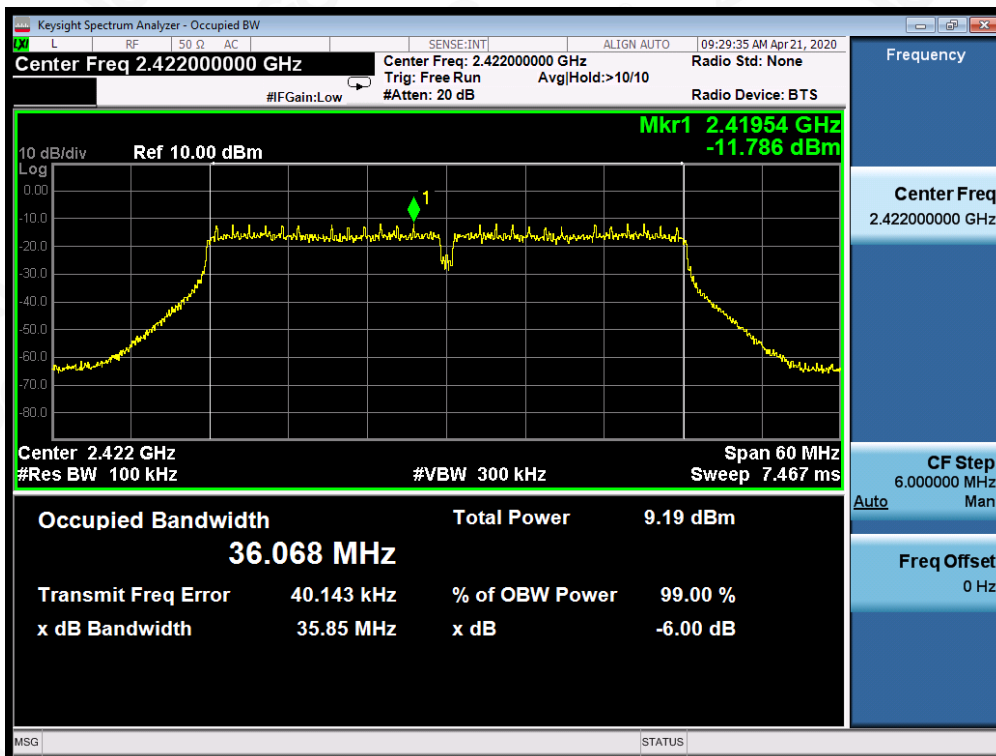 Keysight Spectrum Analyzer - Occupied BW
LXI L RF 50 Ω AC SENSE:INT ALIGN AUTO 09:29:35 AM Apr 21, 2020
Center Freq 2.422000000 GHz
Center Freq: 2.422000000 GHz Radio Std: None
Trig: Free Run Avg|Hold:>10/10
#IFGain:Low #Atten: 20 dB Radio Device: BTS
Mkr1 2.41954 GHz
-11.786 dBm
10 dB/div Ref 10.00 dBm
Log
0.00
-10.0
-20.0
-30.0
-40.0
-50.0
-60.0
-70.0
-80.0
1
Center 2.422 GHz Span 60 MHz
#Res BW 100 kHz #VBW 300 kHz Sweep 7.467 ms
Occupied Bandwidth Total Power 9.19 dBm
36.068 MHz
Transmit Freq Error 40.143 kHz % of OBW Power 99.00 %
x dB Bandwidth 35.85 MHz x dB -6.00 dB
MSG STATUS
Frequency
Center Freq
2.422000000 GHz
CF Step
6.000000 MHz
Auto Man
Freq Offset
0 Hz